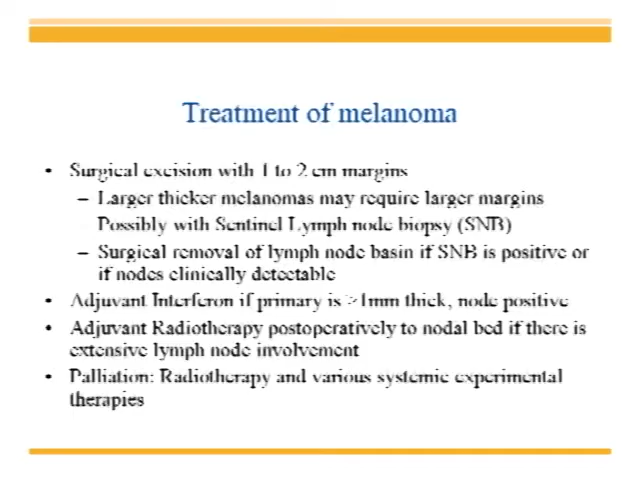 Treatment of melanoma
• Surgical excision with 1 to 2 cm margins
– Larger thicker melanomas may require larger margins
– Possibly with Sentinel Lymph node biopsy (SNB)
– Surgical removal of lymph node basin if SNB is positive or
if nodes clinically detectable
• Adjuvant Interferon if primary is >1mm thick, node positive
• Adjuvant Radiotherapy postoperatively to nodal bed if there is
extensive lymph node involvement
• Palliation: Radiotherapy and various systemic experimental
therapies